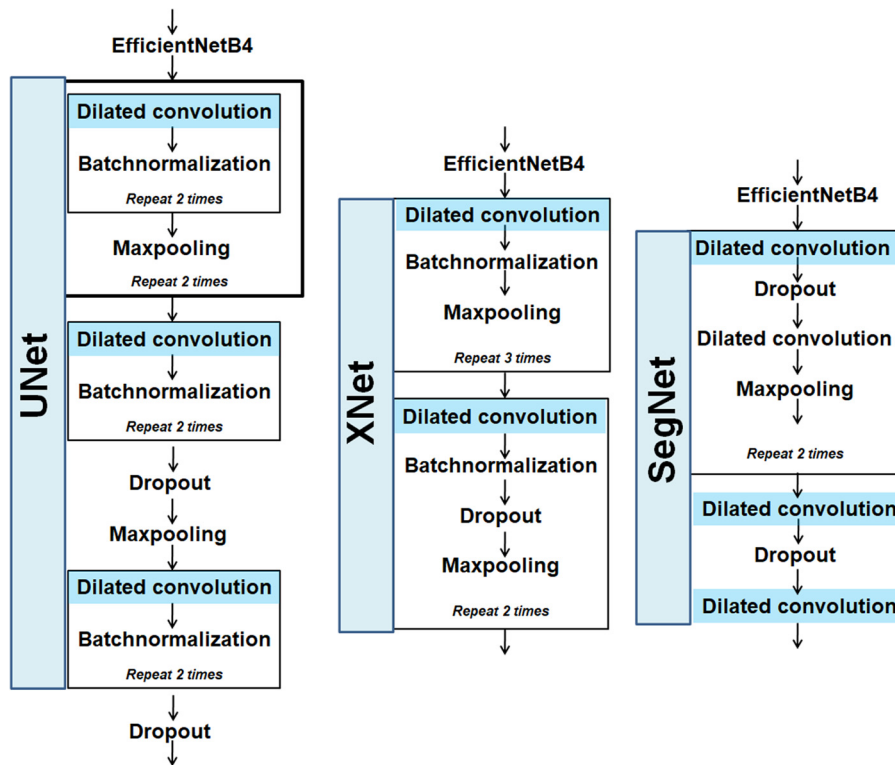 EfficientNetB4
UNet
Dilated convolution
Batchnormalization
Repeat 2 times
Maxpooling
Repeat 2 times
Dilated convolution
Batchnormalization
Repeat 2 times
Dropout
Maxpooling
Dilated convolution
Batchnormalization
Repeat 2 times
Dropout
EfficientNetB4
XNet
Dilated convolution
Batchnormalization
Maxpooling
Repeat 3 times
Dilated convolution
Batchnormalization
Dropout
Maxpooling
Repeat 2 times
EfficientNetB4
SegNet
Dilated convolution
Dropout
Dilated convolution
Maxpooling
Repeat 2 times
Dilated convolution
Dropout
Dilated convolution